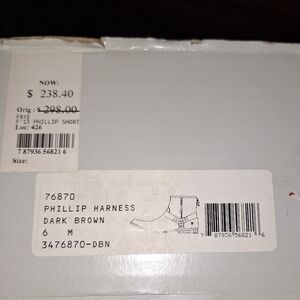 NOW:
$ 238.40
Orig : $ 298.00
FRYE
F'13 PHILLIP SHORT
Loc: 426
7 87936 56821 6
Size:
76870
PHILLIP HARNESS
DARK BROWN
6 M
3476870-DBN
7 87936 56821 6